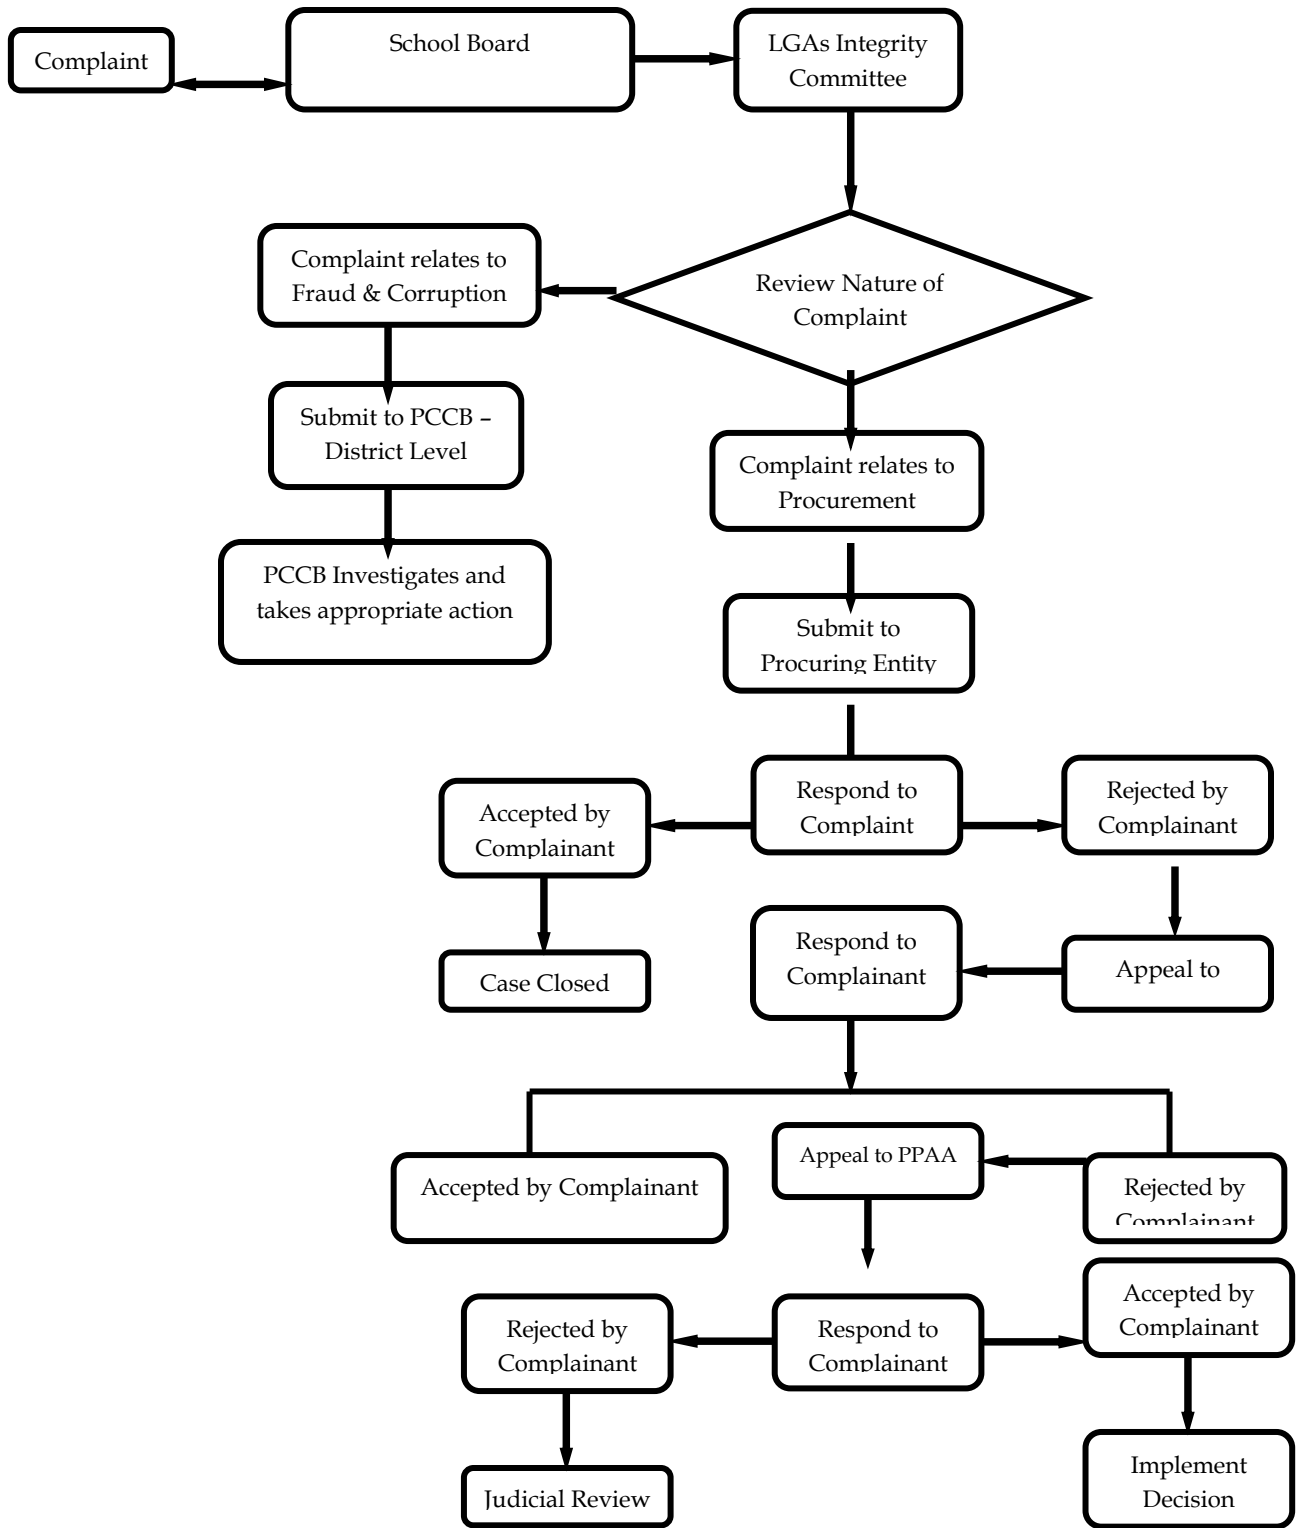 Complaint
School Board
LGAs Integrity
Committee
Review Nature of
Complaint
Complaint relates to
Fraud & Corruption
Submit to PCCB –
District Level
PCCB Investigates and
takes appropriate action
Complaint relates to
Procurement
Submit to
Procuring Entity
Respond to
Complaint
Accepted by
Complainant
Case Closed
Rejected by
Complainant
Appeal to
Respond to
Complainant
Accepted by Complainant
Appeal to PPAA
Rejected by
Complainant
Respond to
Complainant
Rejected by
Complainant
Judicial Review
Accepted by
Complainant
Implement
Decision